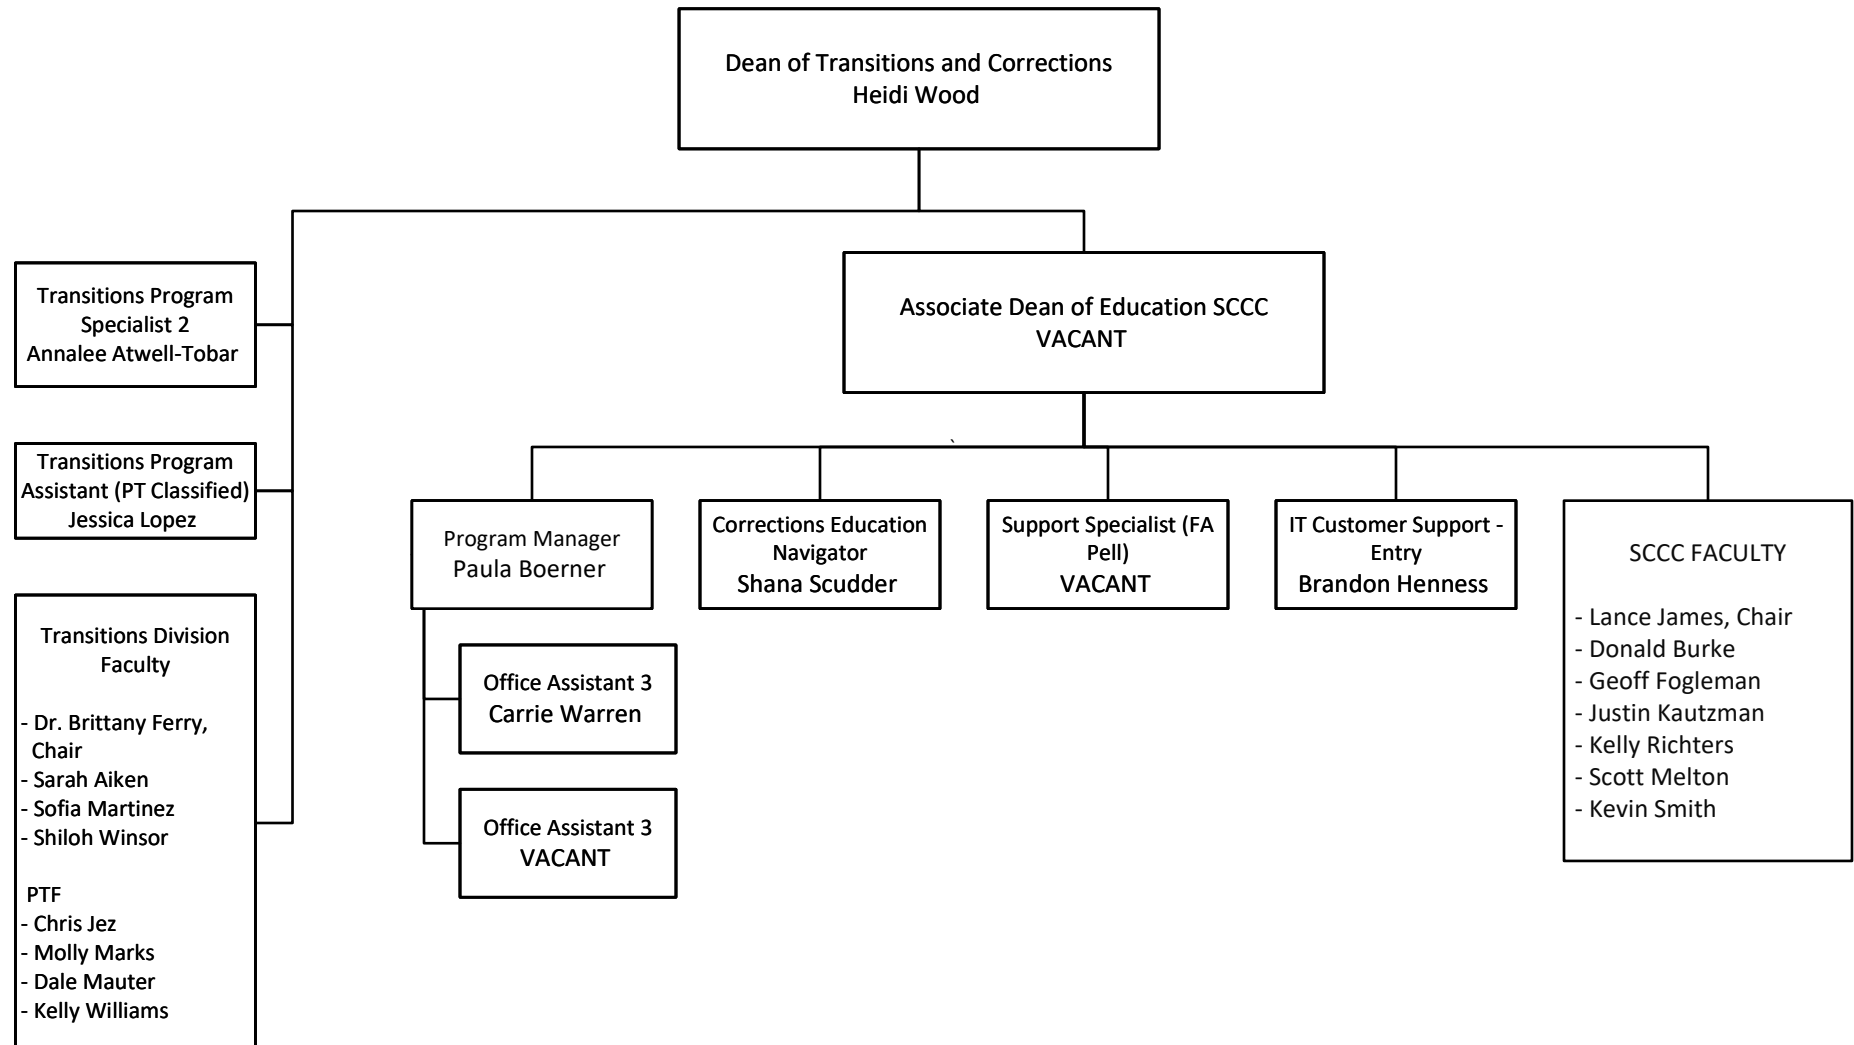 Dean of Transitions and Corrections
Heidi Wood
Transitions Program
Specialist 2
Annalee Atwell-Tobar
Associate Dean of Education SCCC
VACANT
Transitions Program
Assistant (PT Classified)
Jessica Lopez
`
Program Manager
Paula Boerner
Corrections Education
Navigator
Shana Scudder
Support Specialist (FA
Pell)
VACANT
IT Customer Support -
Entry
Brandon Henness
SCCC FACULTY
- Lance James, Chair
- Donald Burke
- Geoff Fogleman
- Justin Kautzman
- Kelly Richters
- Scott Melton
- Kevin Smith
Transitions Division
Faculty
- Dr. Brittany Ferry,
Chair
- Sarah Aiken
- Sofia Martinez
- Shiloh Winsor
PTF
- Chris Jez
- Molly Marks
- Dale Mauter
- Kelly Williams
Office Assistant 3
Carrie Warren
Office Assistant 3
VACANT